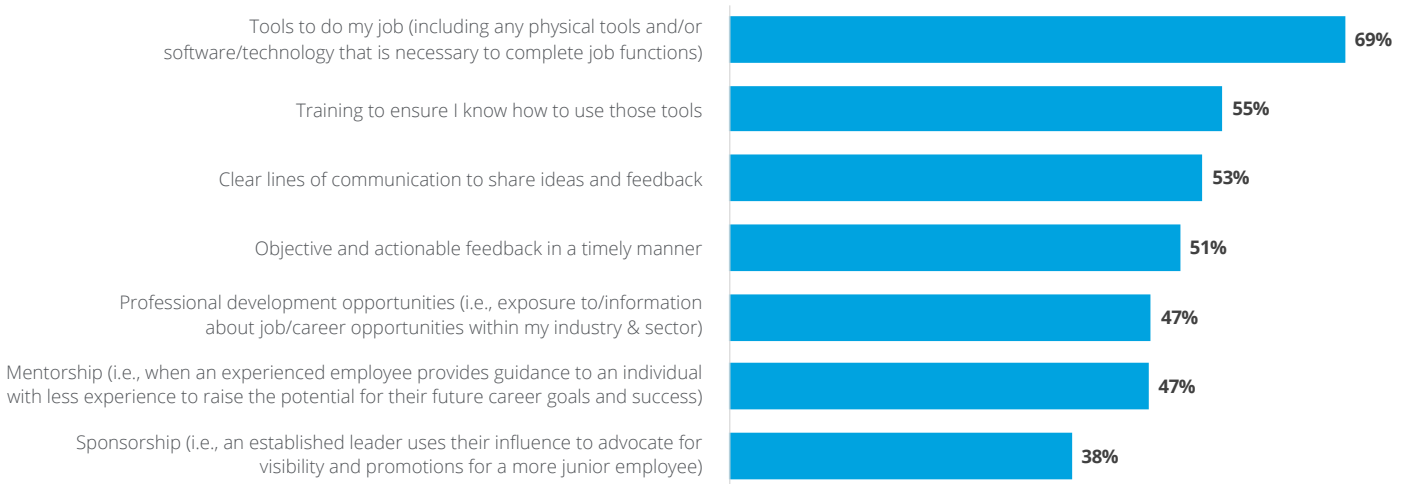 Tools to do my job (including any physical tools and/or
software/technology that is necessary to complete job functions)
69%
Training to ensure I know how to use those tools
55%
Clear lines of communication to share ideas and feedback
53%
Objective and actionable feedback in a timely manner
51%
Professional development opportunities (i.e., exposure to/information
about job/career opportunities within my industry & sector)
47%
Mentorship (i.e., when an experienced employee provides guidance to an individual
with less experience to raise the potential for their future career goals and success)
47%
Sponsorship (i.e., an established leader uses their influence to advocate for
visibility and promotions for a more junior employee)
38%